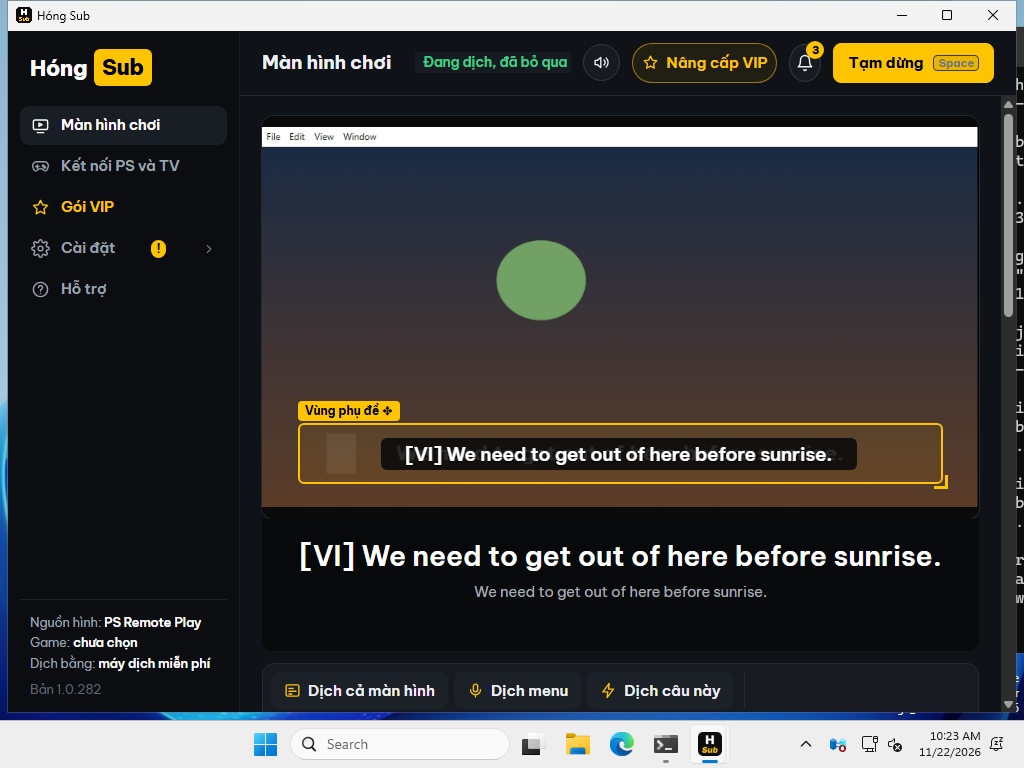 Hóng Sub
Hóng Sub
Màn hình chơi
Đang dịch, đã bỏ qua
Nâng cấp VIP
3
Tạm dừng Space
Màn hình chơi
Kết nối PS và TV
Gói VIP
Cài đặt !
Hỗ trợ
File Edit View Window
Vùng phụ đề
[VI] We need to get out of here before sunrise.
[VI] We need to get out of here before sunrise.
We need to get out of here before sunrise.
Nguồn hình: PS Remote Play
Game: chưa chọn
Dịch bằng: máy dịch miễn phí
Bản 1.0.282
Dịch cả màn hình
Dịch menu
Dịch câu này
Search
10:23 AM
11/22/2026